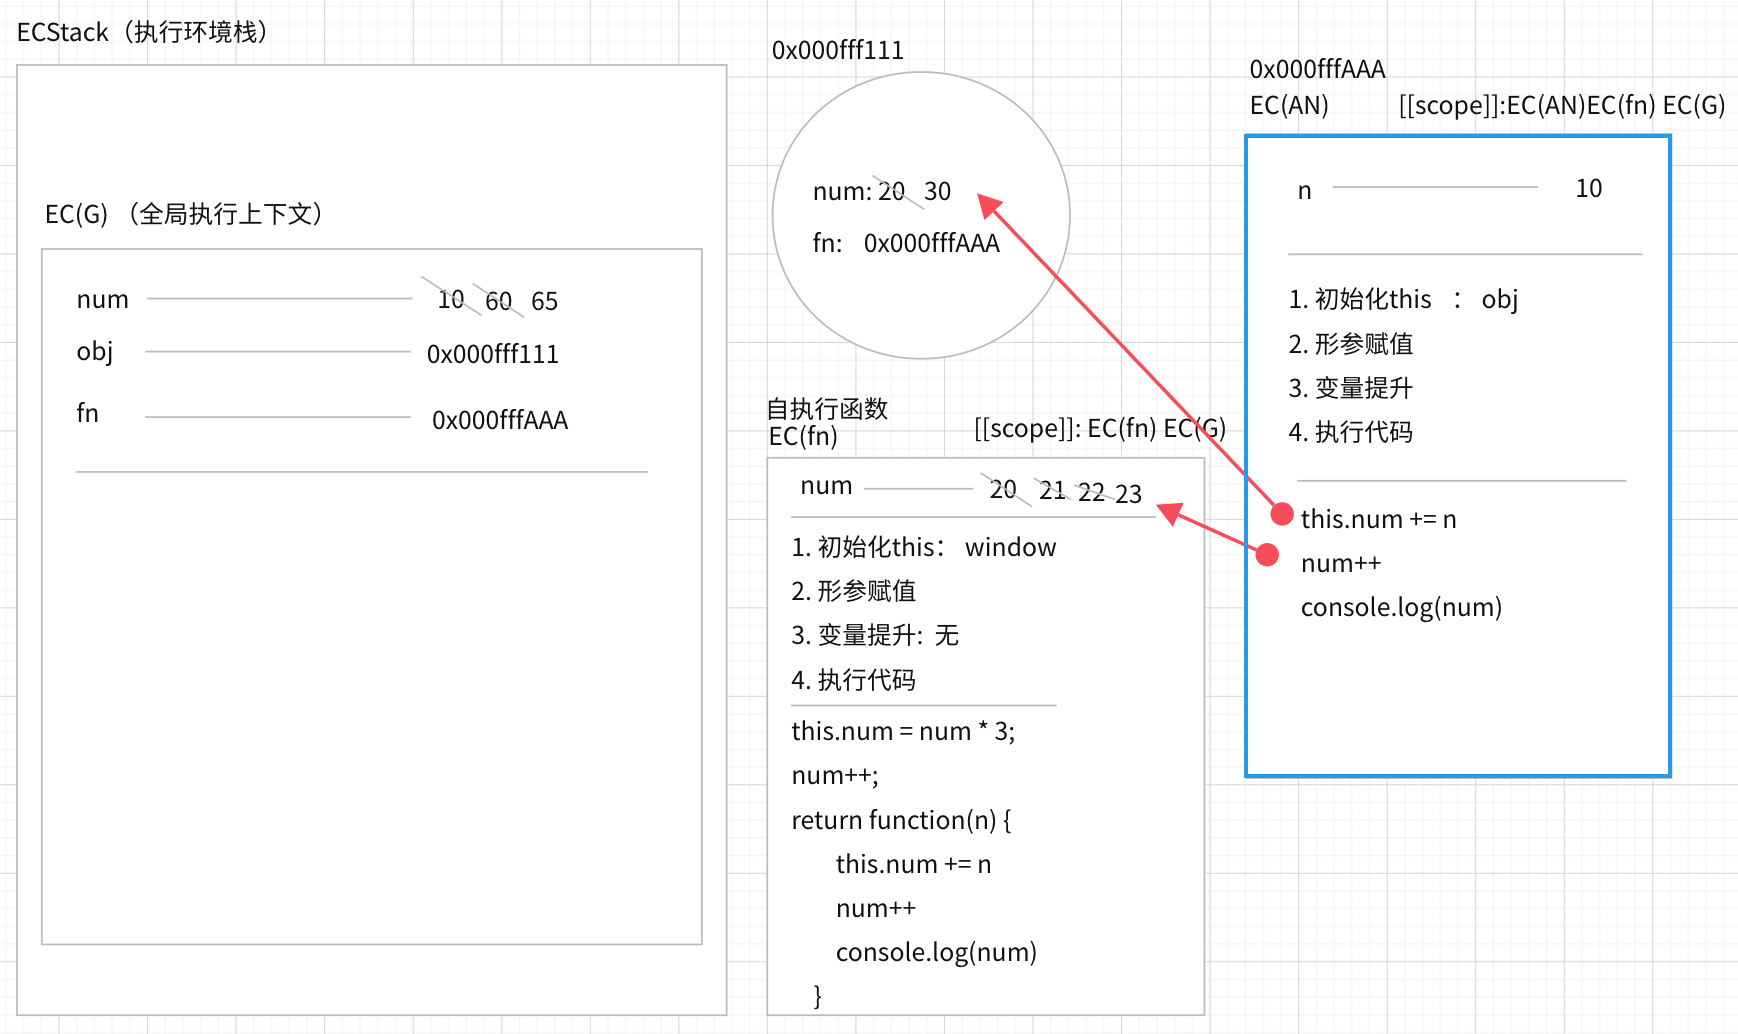 ECStack（执行环境栈）
EC(G) （全局执行上下文）
num 10 60 65
obj 0x000fff111
fn 0x000fffAAA
0x000fff111
num: 20 30
fn: 0x000fffAAA
自执行函数
EC(fn) [[scope]]: EC(fn) EC(G)
num 20 21 22 23
1. 初始化this： window
2. 形参赋值
3. 变量提升: 无
4. 执行代码
this.num = num * 3;
num++;
return function(n) {
this.num += n
num++
console.log(num)
}
0x000fffAAA
EC(AN) [[scope]]:EC(AN)EC(fn) EC(G)
n 10
1. 初始化this ： obj
2. 形参赋值
3. 变量提升
4. 执行代码
this.num += n
num++
console.log(num)